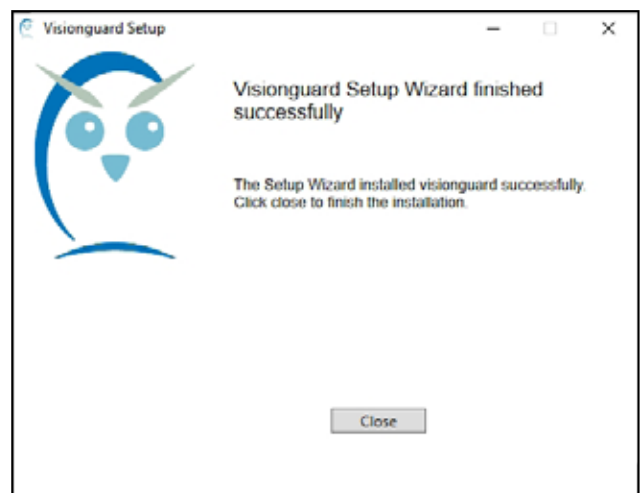 Visionguard Setup
Visionguard Setup Wizard finished
successfully
The Setup Wizard installed visionguard successfully.
Click close to finish the installation.
Close